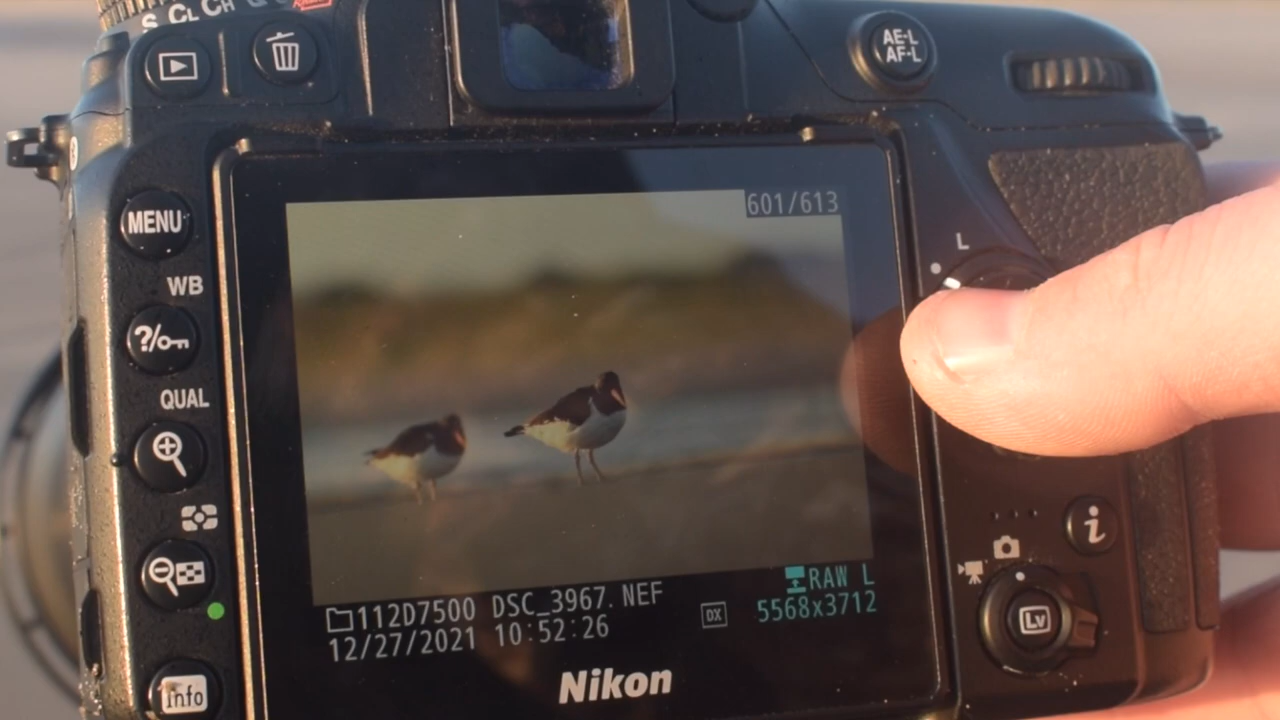 S CL CH
AE-L
AF-L
MENU
601/613
L
WB
?
QUAL
i
RAW L
112D7500 DSC_3967.NEF
DX
5568x3712
12/27/2021 10:52:26
Lv
Nikon
Info